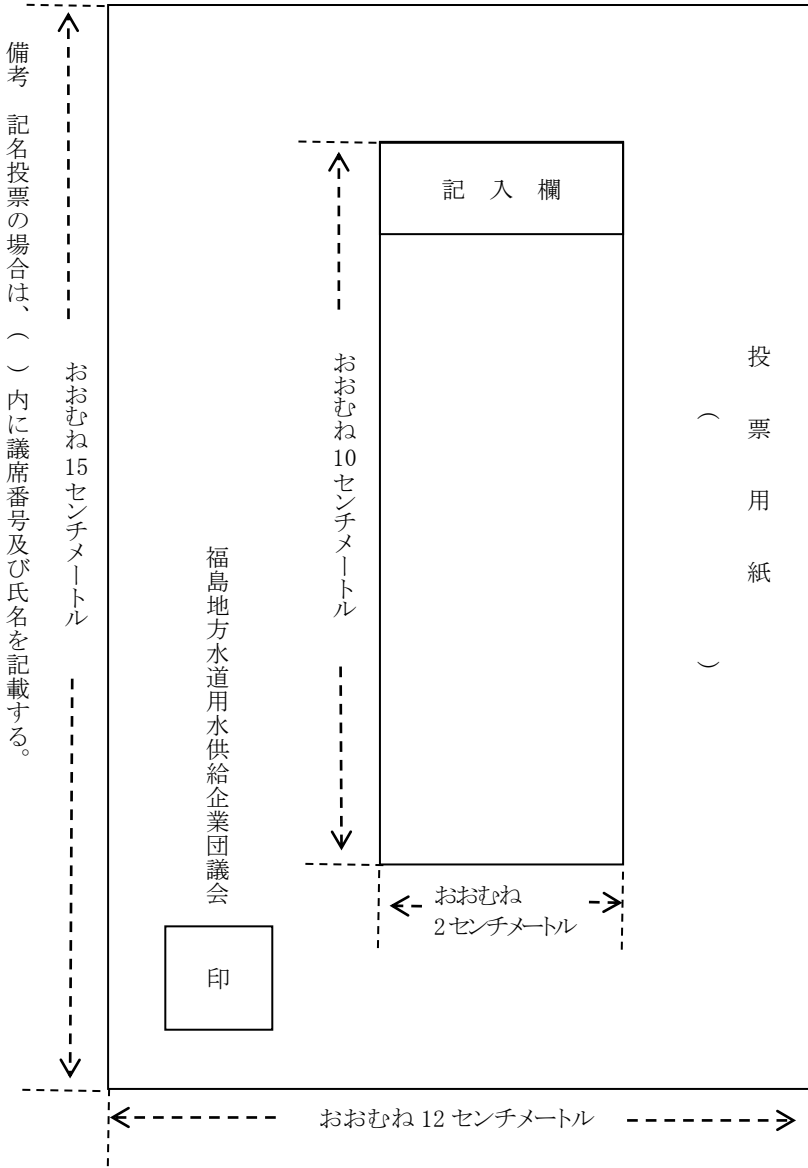 投票用紙
（　　　）
記入欄
おおむね10センチメートル
おおむね
2センチメートル
福島地方水道用水供給企業団議会
印
おおむね15センチメートル
おおむね12センチメートル
備考　記名投票の場合は、（　）内に議席番号及び氏名を記載する。